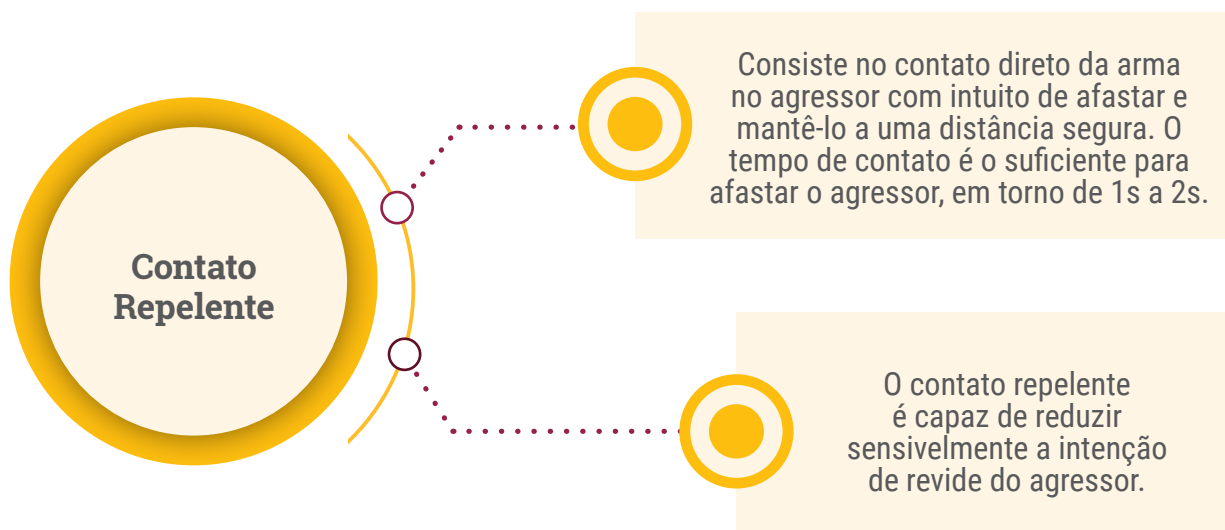 Contato
Repelente
Consiste no contato direto da arma
no agressor com intuito de afastar e
mantê-lo a uma distância segura. O
tempo de contato é o suficiente para
afastar o agressor, em torno de 1s a 2s.
O contato repelente
é capaz de reduzir
sensivelmente a intenção
de revide do agressor.